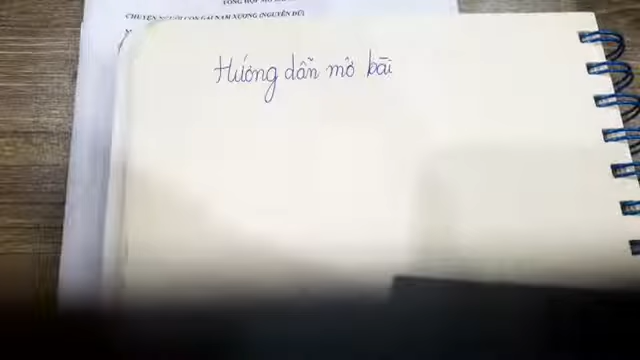 CHUYỆN NGƯỜI CON GÁI NAM XƯƠNG (NGUYỄN DỮ)
Hướng dẫn mở bài